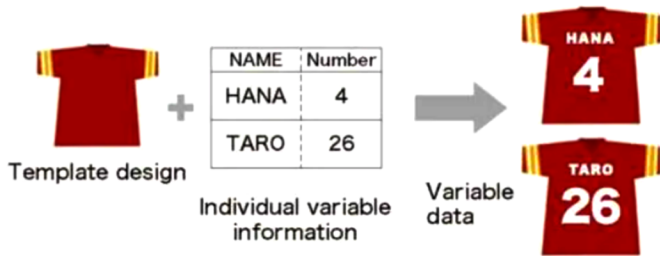 Template design
NAME Number
HANA 4
TARO 26
Individual variable
information
Variable
data
HANA
4
TARO
26